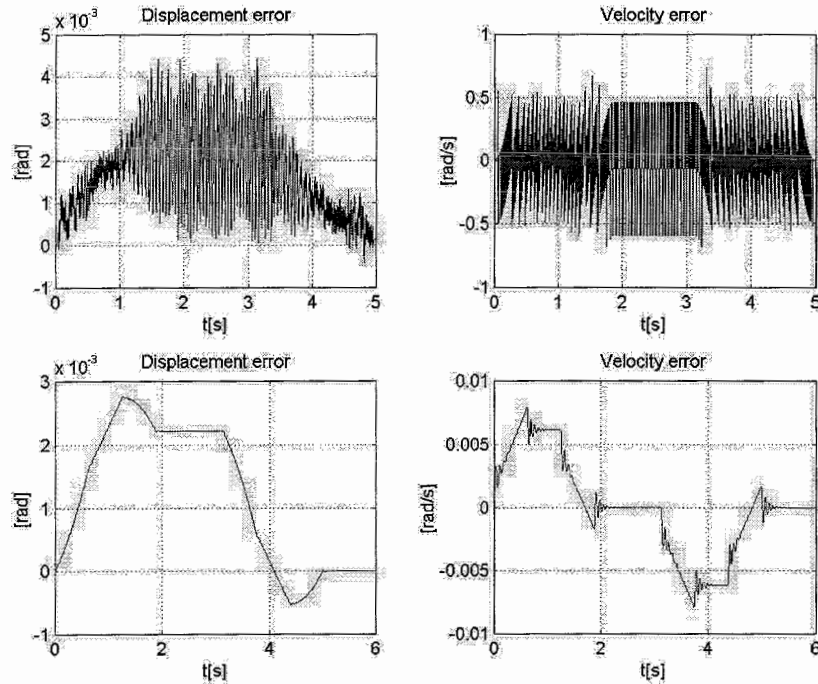 Displacement error
x 10⁻³
5
4
3
2
1
0
-1
[rad]
0 1 2 3 4 5
t[s]
Velocity error
1
0.5
0
-0.5
-1
[rad/s]
0 1 2 3 4 5
t[s]
Displacement error
x 10⁻³
3
2
1
0
-1
[rad]
0 2 4 6
t[s]
Velocity error
0.01
0.005
0
-0.005
-0.01
[rad/s]
0 2 4 6
t[s]